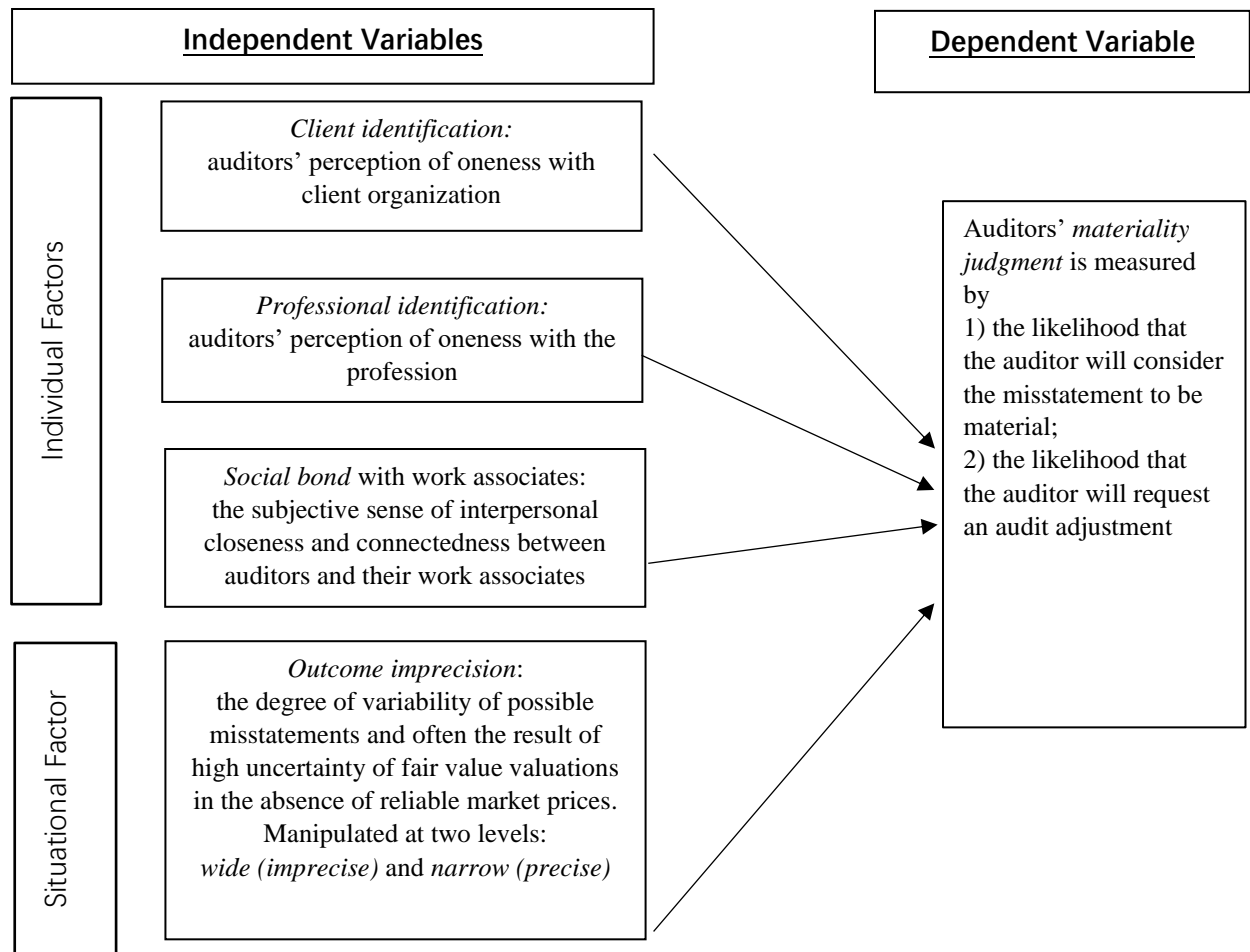 Independent Variables
Dependent Variable
Individual Factors
Client identification:
auditors’ perception of oneness with
client organization
Professional identification:
auditors’ perception of oneness with the
profession
Social bond with work associates:
the subjective sense of interpersonal
closeness and connectedness between
auditors and their work associates
Situational Factor
Outcome imprecision:
the degree of variability of possible
misstatements and often the result of
high uncertainty of fair value valuations
in the absence of reliable market prices.
Manipulated at two levels:
wide (imprecise) and narrow (precise)
Auditors’ materiality
judgment is measured
by
1) the likelihood that
the auditor will consider
the misstatement to be
material;
2) the likelihood that
the auditor will request
an audit adjustment